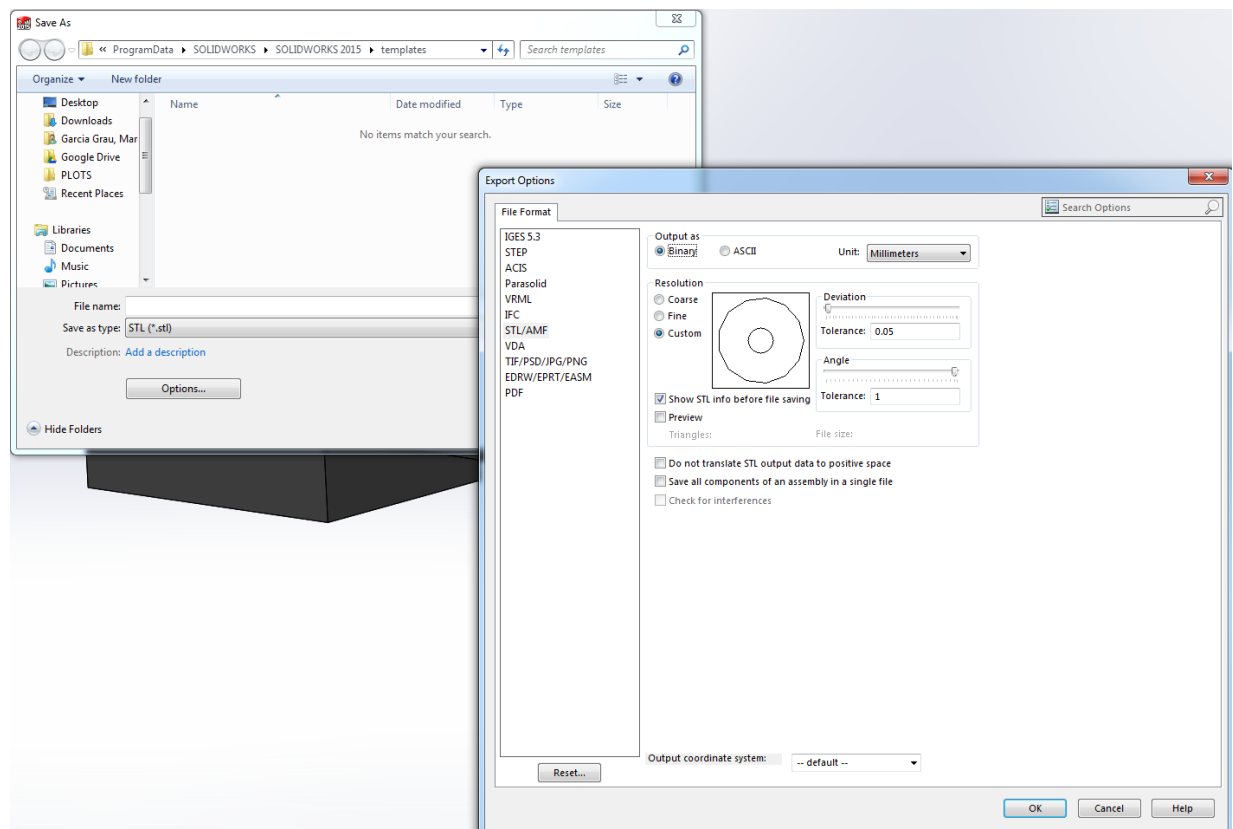 Save As
« ProgramData ▸ SOLIDWORKS ▸ SOLIDWORKS 2015 ▸ templates
Search templates
Organize
New folder
Desktop
Downloads
Garcia Grau, Mar
Google Drive
PLOTS
Recent Places
Libraries
Documents
Music
Pictures
Name
Date modified
Type
Size
No items match your search.
File name:
Save as type: STL (*.stl)
Description: Add a description
Options...
Hide Folders
Export Options
File Format
Search Options
IGES 5.3
STEP
ACIS
Parasolid
VRML
IFC
STL/AMF
VDA
TIF/PSD/JPG/PNG
EDRW/EPRT/EASM
PDF
Reset...
Output as
Binary
ASCII
Unit: Millimeters
Resolution
Coarse
Fine
Custom
Deviation
Tolerance: 0.05
Angle
Tolerance: 1
Show STL info before file saving
Preview
Triangles:
File size:
Do not translate STL output data to positive space
Save all components of an assembly in a single file
Check for interferences
Output coordinate system: -- default --
OK
Cancel
Help